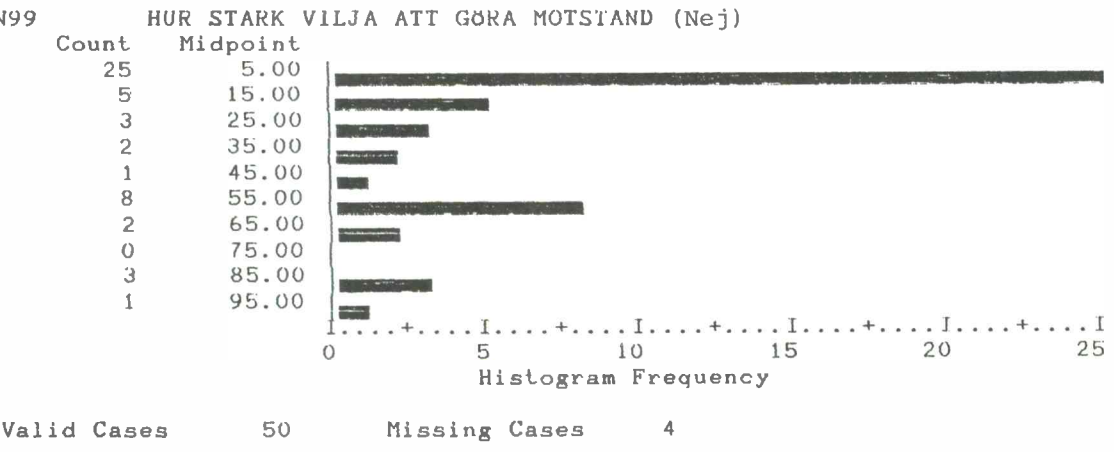 N99 HUR STARK VILJA ATT GÖRA MOTSTAND (Nej)
Count Midpoint
25 5.00
5 15.00
3 25.00
2 35.00
1 45.00
8 55.00
2 65.00
0 75.00
3 85.00
1 95.00
I....+....I....+....I....+....I....+....I....+....I
0 5 10 15 20 25
Histogram Frequency
Valid Cases 50 Missing Cases 4